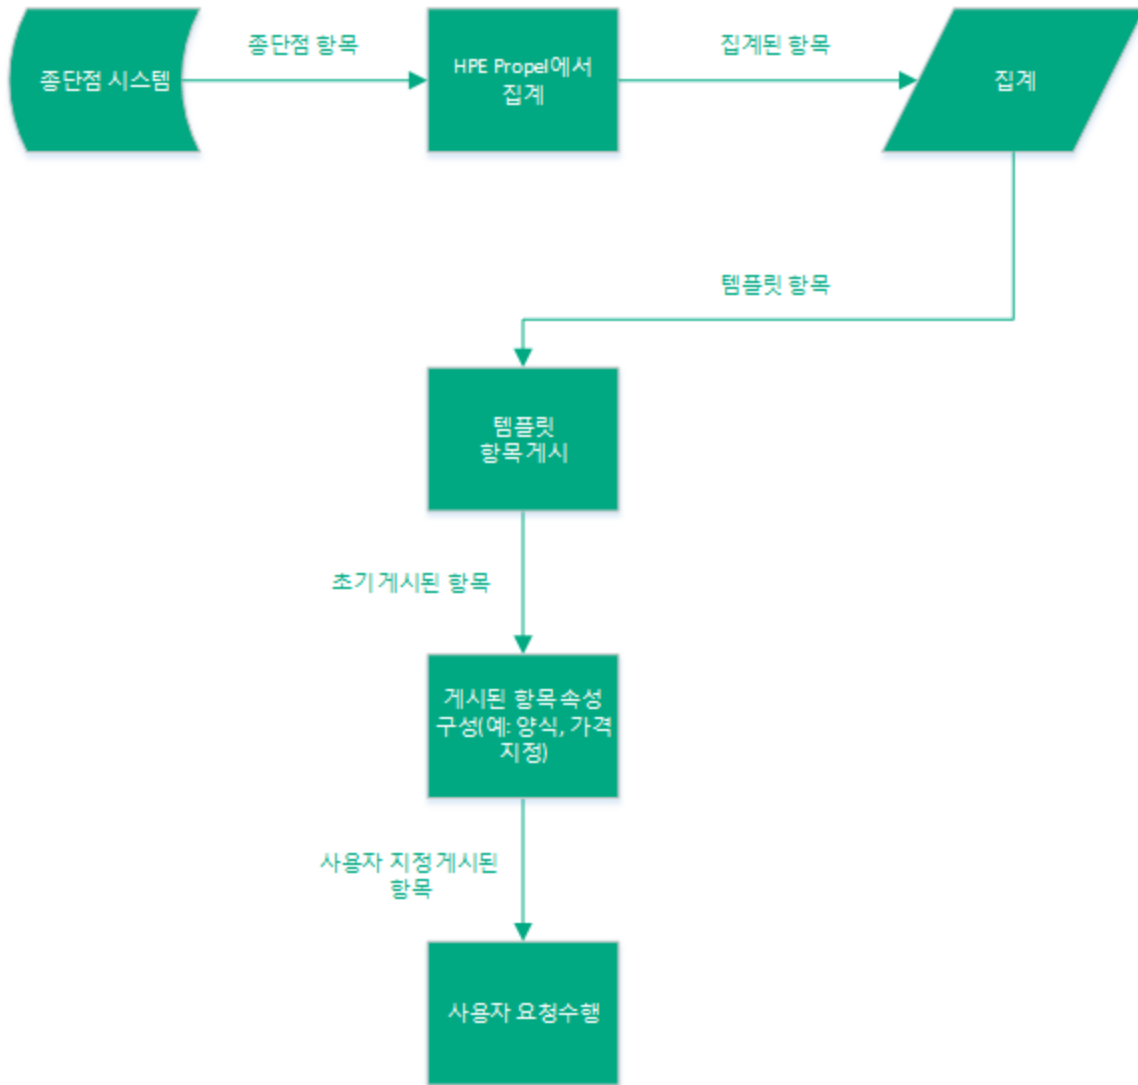 종단점 항목
집계된 항목
종단점 시스템
HPE Propel에서
집계
집계
템플릿 항목
템플릿
항목 게시
초기 게시된 항목
게시된 항목 속성
구성(예: 양식, 가격
지정)
사용자 지정 게시된
항목
사용자 요청수행